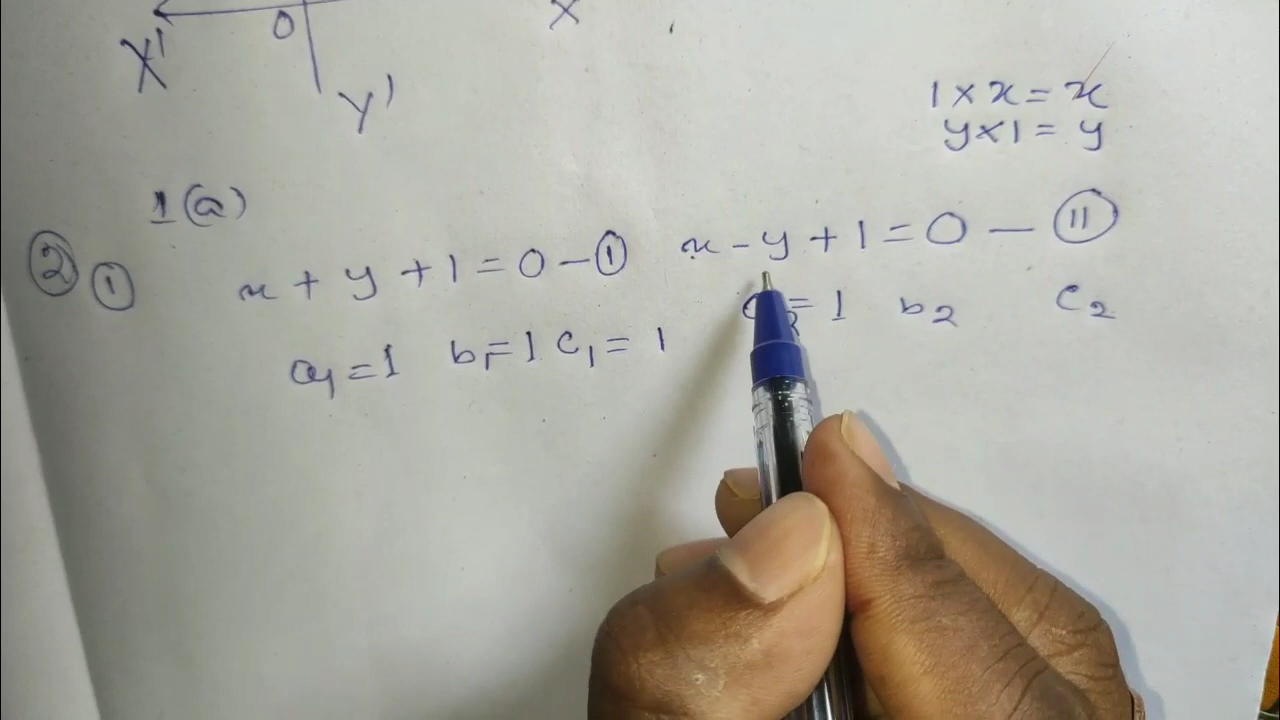 O X
X'
Y'
1 × x = x
y × 1 = y
1(a)
② ① x + y + 1 = 0 — ① x - y + 1 = 0 — ⑪
a₁ = 1 b₁ = 1 c₁ = 1 a₂ = 1 b₂ c₂